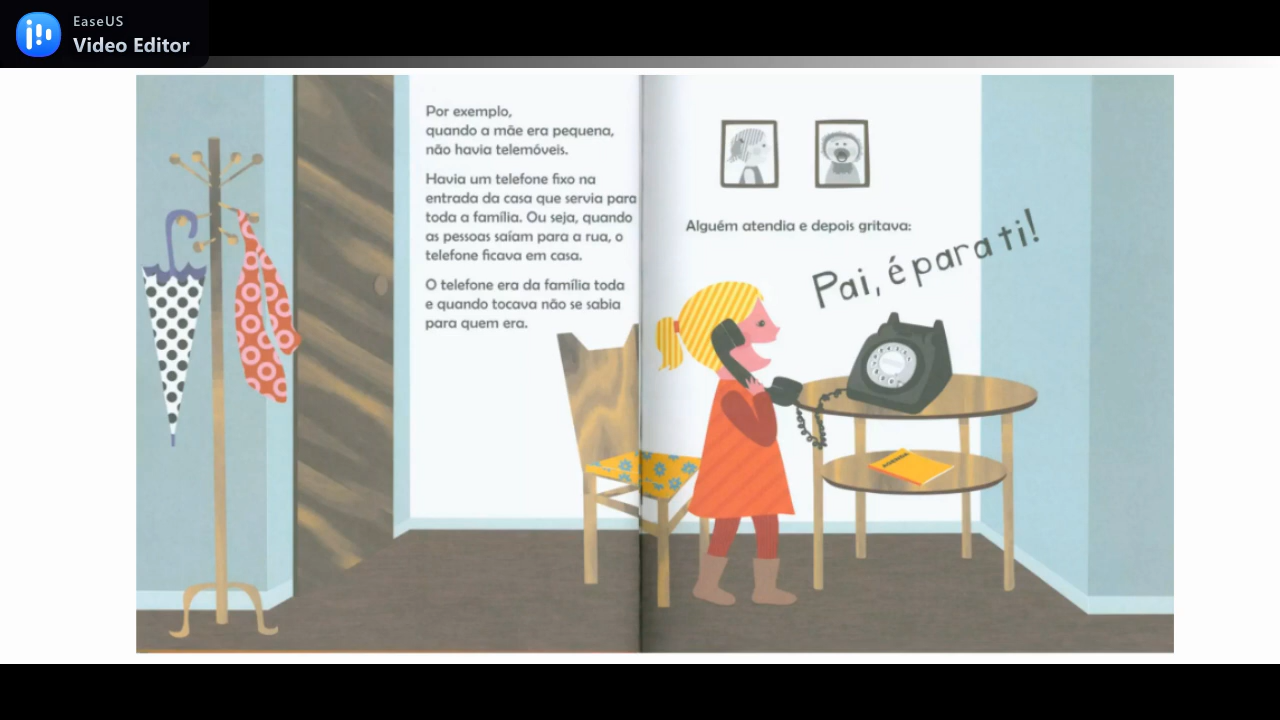 EaseUS
Video Editor
Por exemplo,
quando a mãe era pequena,
não havia telemóveis.
Havia um telefone fixo na
entrada da casa que servia para
toda a família. Ou seja, quando
as pessoas saíam para a rua, o
telefone ficava em casa.
O telefone era da família toda
e quando tocava não se sabia
para quem era.
Alguém atendia e depois gritava:
Pai, é para ti!
AGENDA